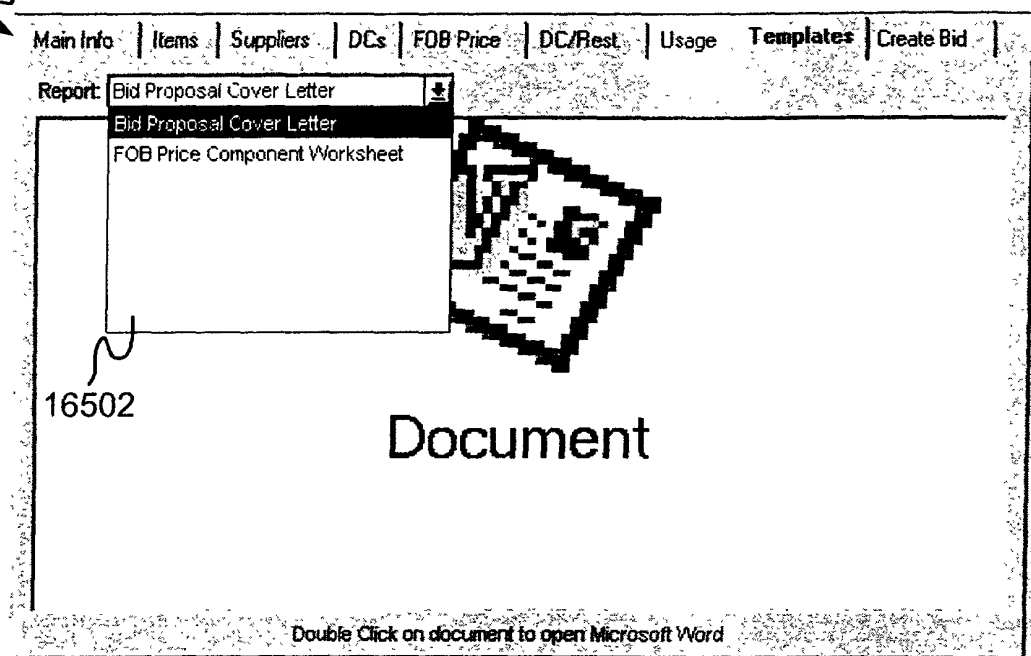 Main Info Items Suppliers DCs FOB Price DC/Rest. Usage Templates Create Bid
Report: Bid Proposal Cover Letter
Bid Proposal Cover Letter
FOB Price Component Worksheet
16502
Document
Double Click on document to open Microsoft Word